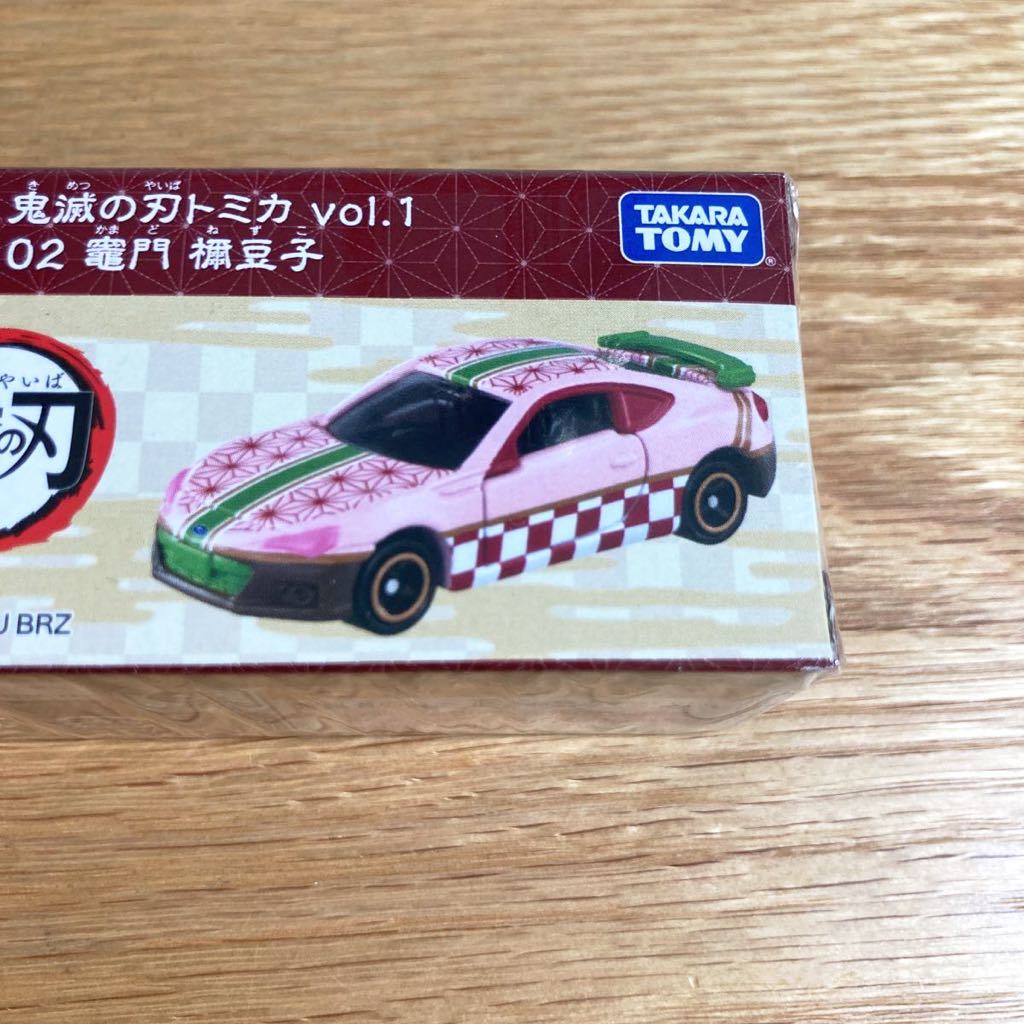 きめつ やいば
鬼滅の刃トミカ vol.1
かまど ねずこ
02 竈門 禰豆子
TAKARA
TOMY
®
やいば
の刃
BRZ